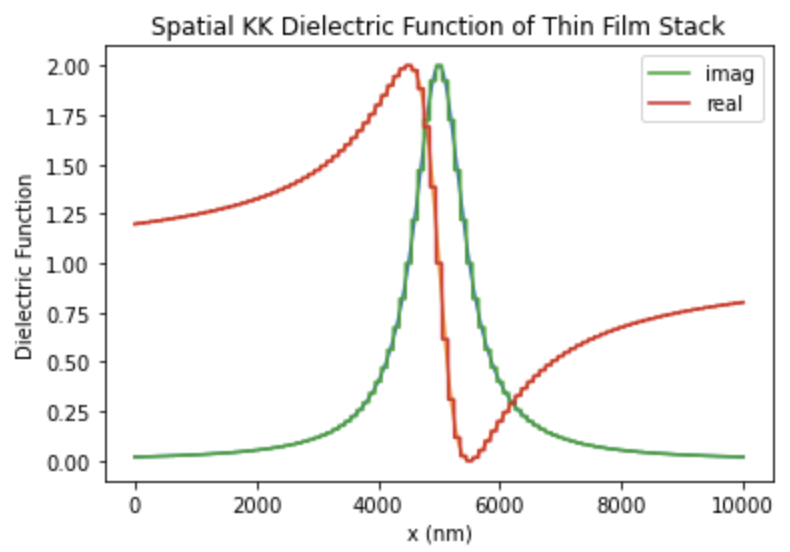 Spatial KK Dielectric Function of Thin Film Stack
imag
real
2.00
1.75
1.50
1.25
1.00
0.75
0.50
0.25
0.00
Dielectric Function
0 2000 4000 6000 8000 10000
x (nm)